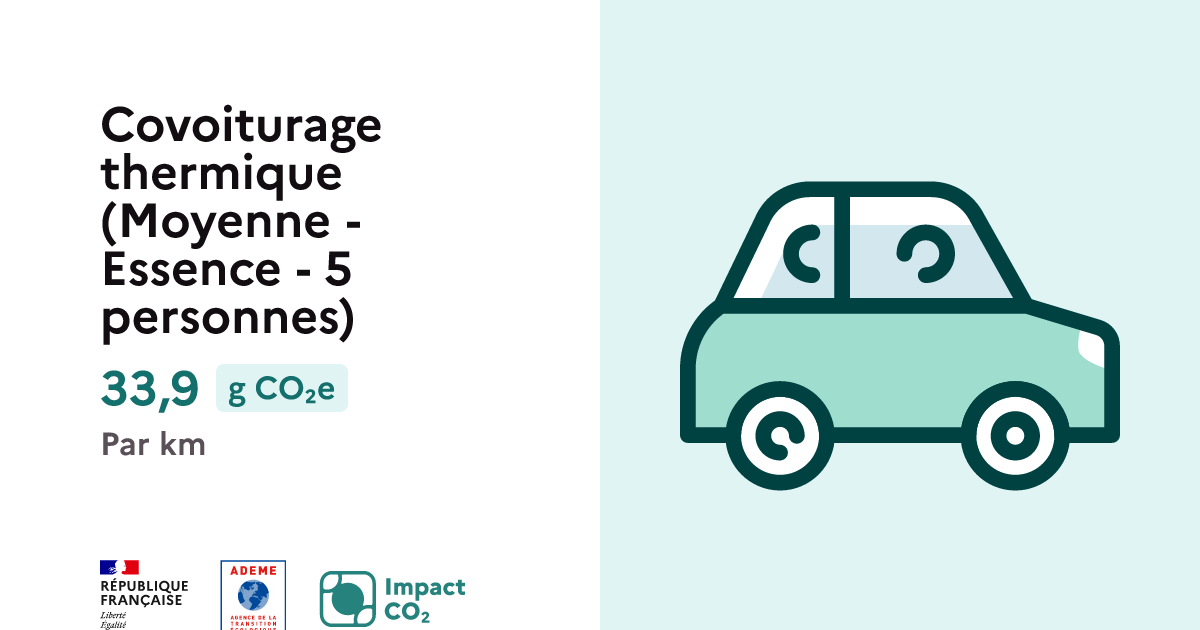 Covoiturage
thermique
(Moyenne -
Essence - 5
personnes)
33,9 g CO₂e
Par km
RÉPUBLIQUE
FRANÇAISE
Liberté
Égalité
ADEME
AGENCE DE LA
TRANSITION
ÉCOLOGIQUE
Impact
CO₂